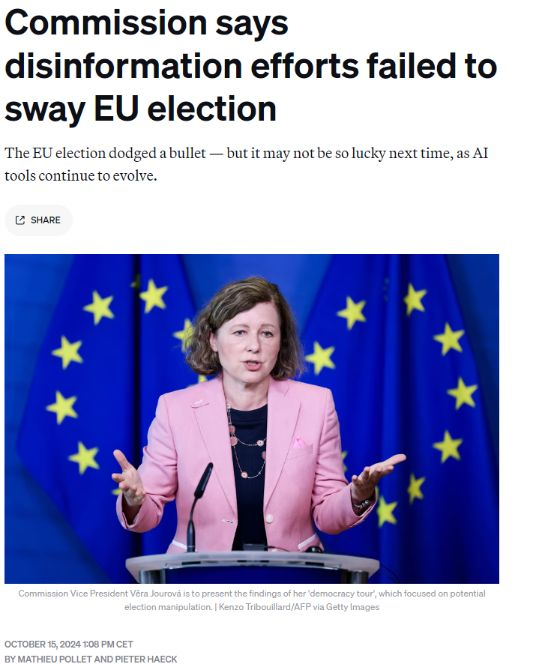 Commission says
disinformation efforts failed to
sway EU election
The EU election dodged a bullet — but it may not be so lucky next time, as AI
tools continue to evolve.
SHARE
Commission Vice President Věra Jourová is to present the findings of her 'democracy tour', which focused on potential
election manipulation. | Kenzo Tribouillard/AFP via Getty Images
OCTOBER 15, 2024 1:08 PM CET
BY MATHIEU POLLET AND PIETER HAECK